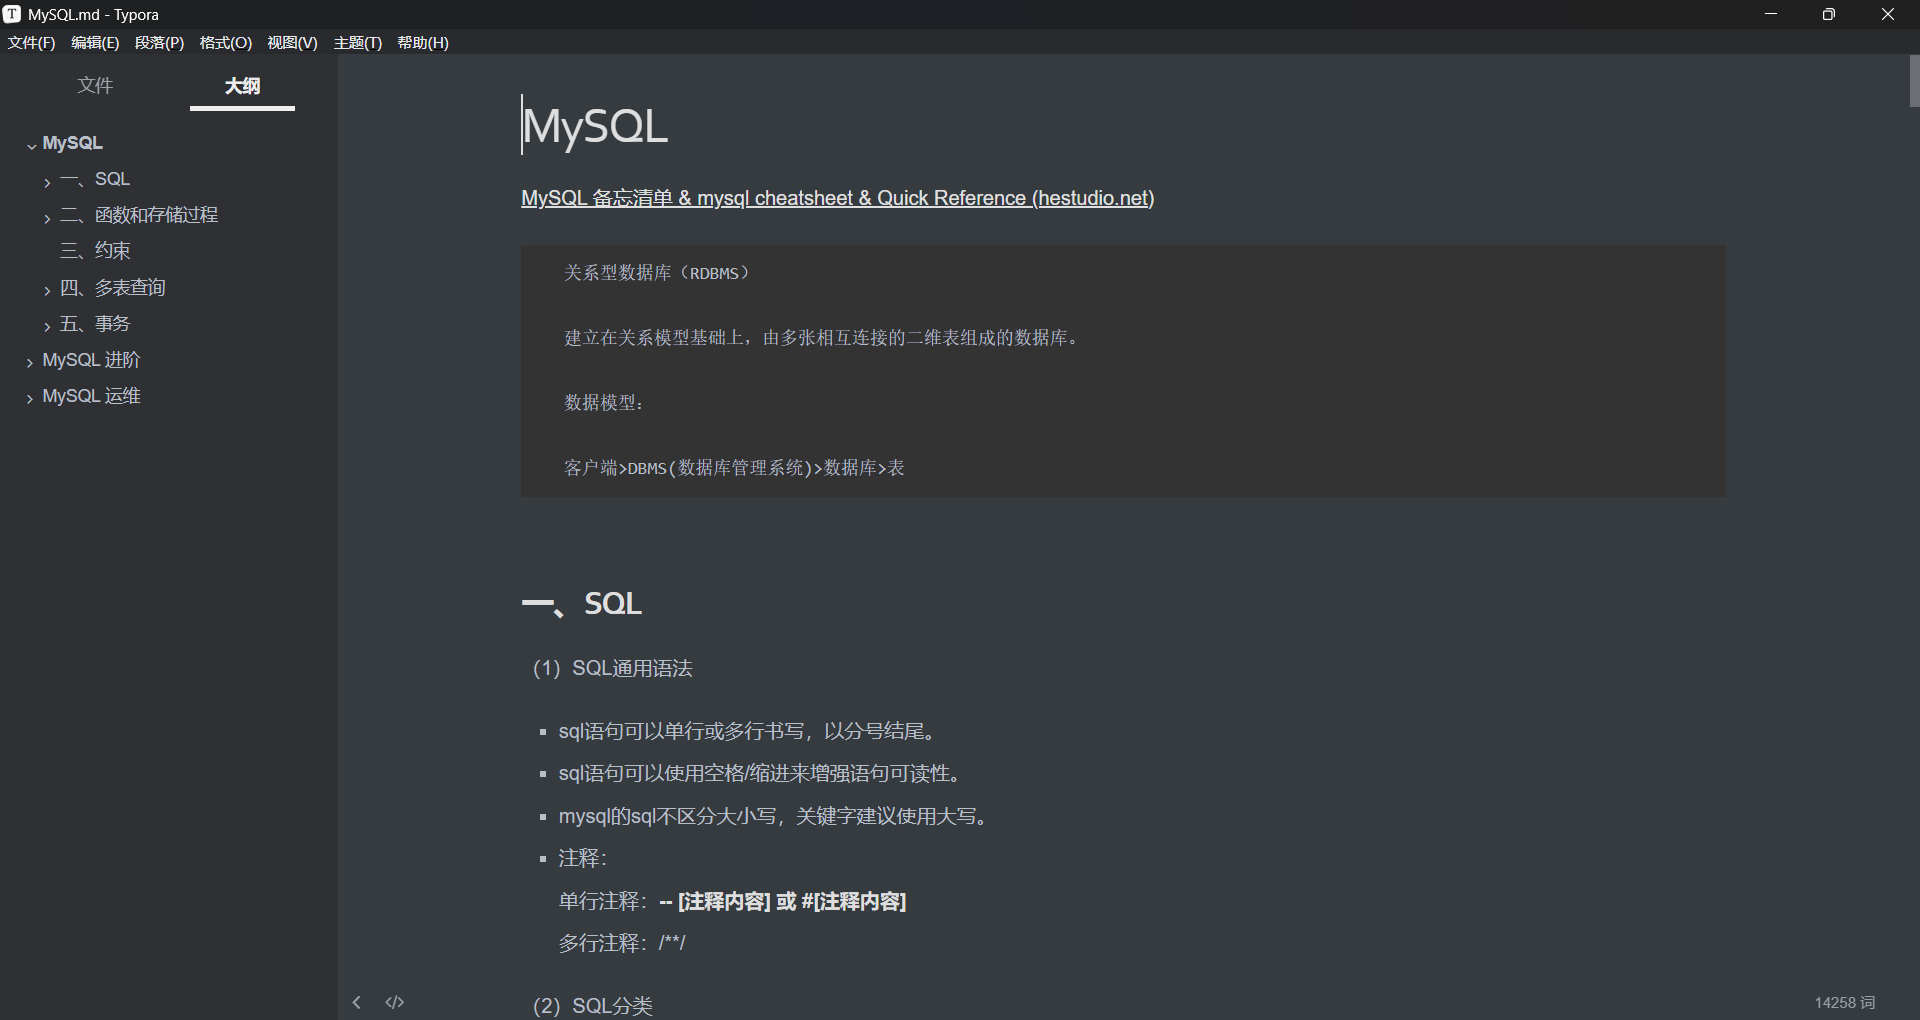 MySQL.md - Typora
文件(F) 编辑(E) 段落(P) 格式(O) 视图(V) 主题(T) 帮助(H)
文件 大纲
MySQL
一、SQL
二、函数和存储过程
三、约束
四、多表查询
五、事务
MySQL 进阶
MySQL 运维
MySQL
MySQL 备忘清单 & mysql cheatsheet & Quick Reference (hestudio.net)
关系型数据库（RDBMS）
建立在关系模型基础上，由多张相互连接的二维表组成的数据库。
数据模型：
客户端>DBMS(数据库管理系统)>数据库>表
一、SQL
（1）SQL通用语法
sql语句可以单行或多行书写，以分号结尾。
sql语句可以使用空格/缩进来增强语句可读性。
mysql的sql不区分大小写，关键字建议使用大写。
注释：
单行注释：-- [注释内容] 或 #[注释内容]
多行注释：/**/
（2）SQL分类
14258 词